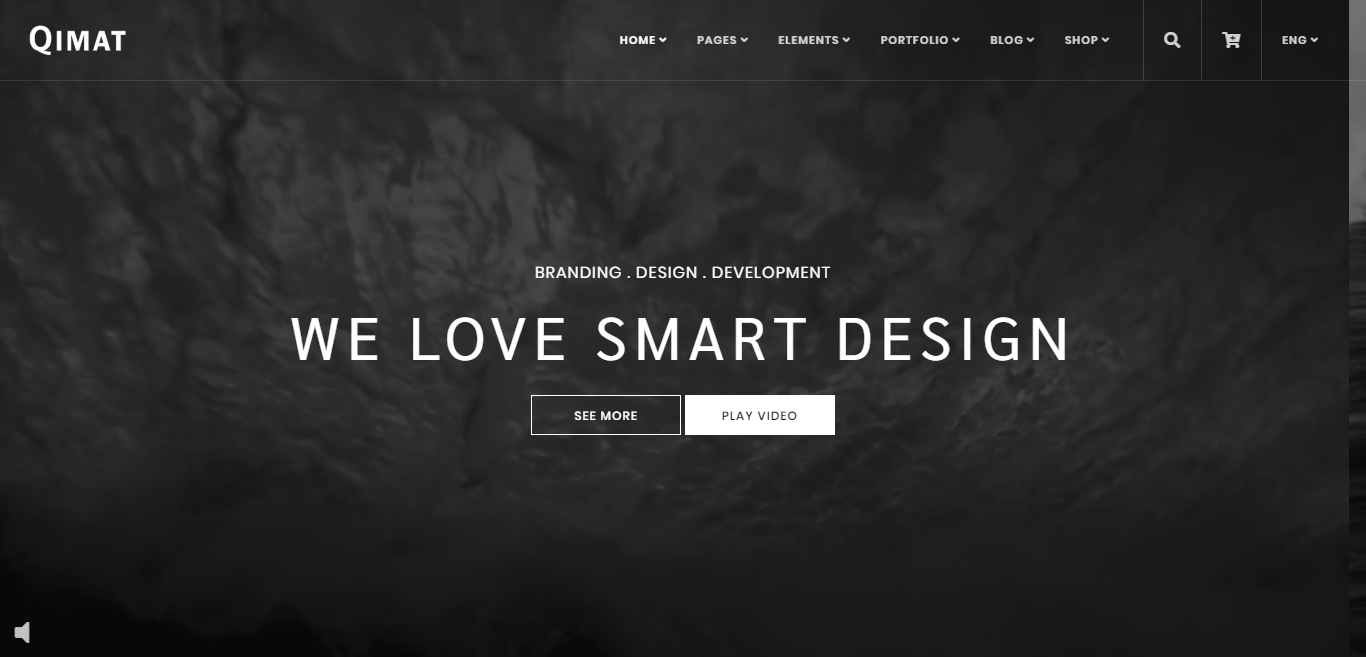 QIMAT
HOME PAGES ELEMENTS PORTFOLIO BLOG SHOP ENG
BRANDING . DESIGN . DEVELOPMENT
WE LOVE SMART DESIGN
SEE MORE PLAY VIDEO